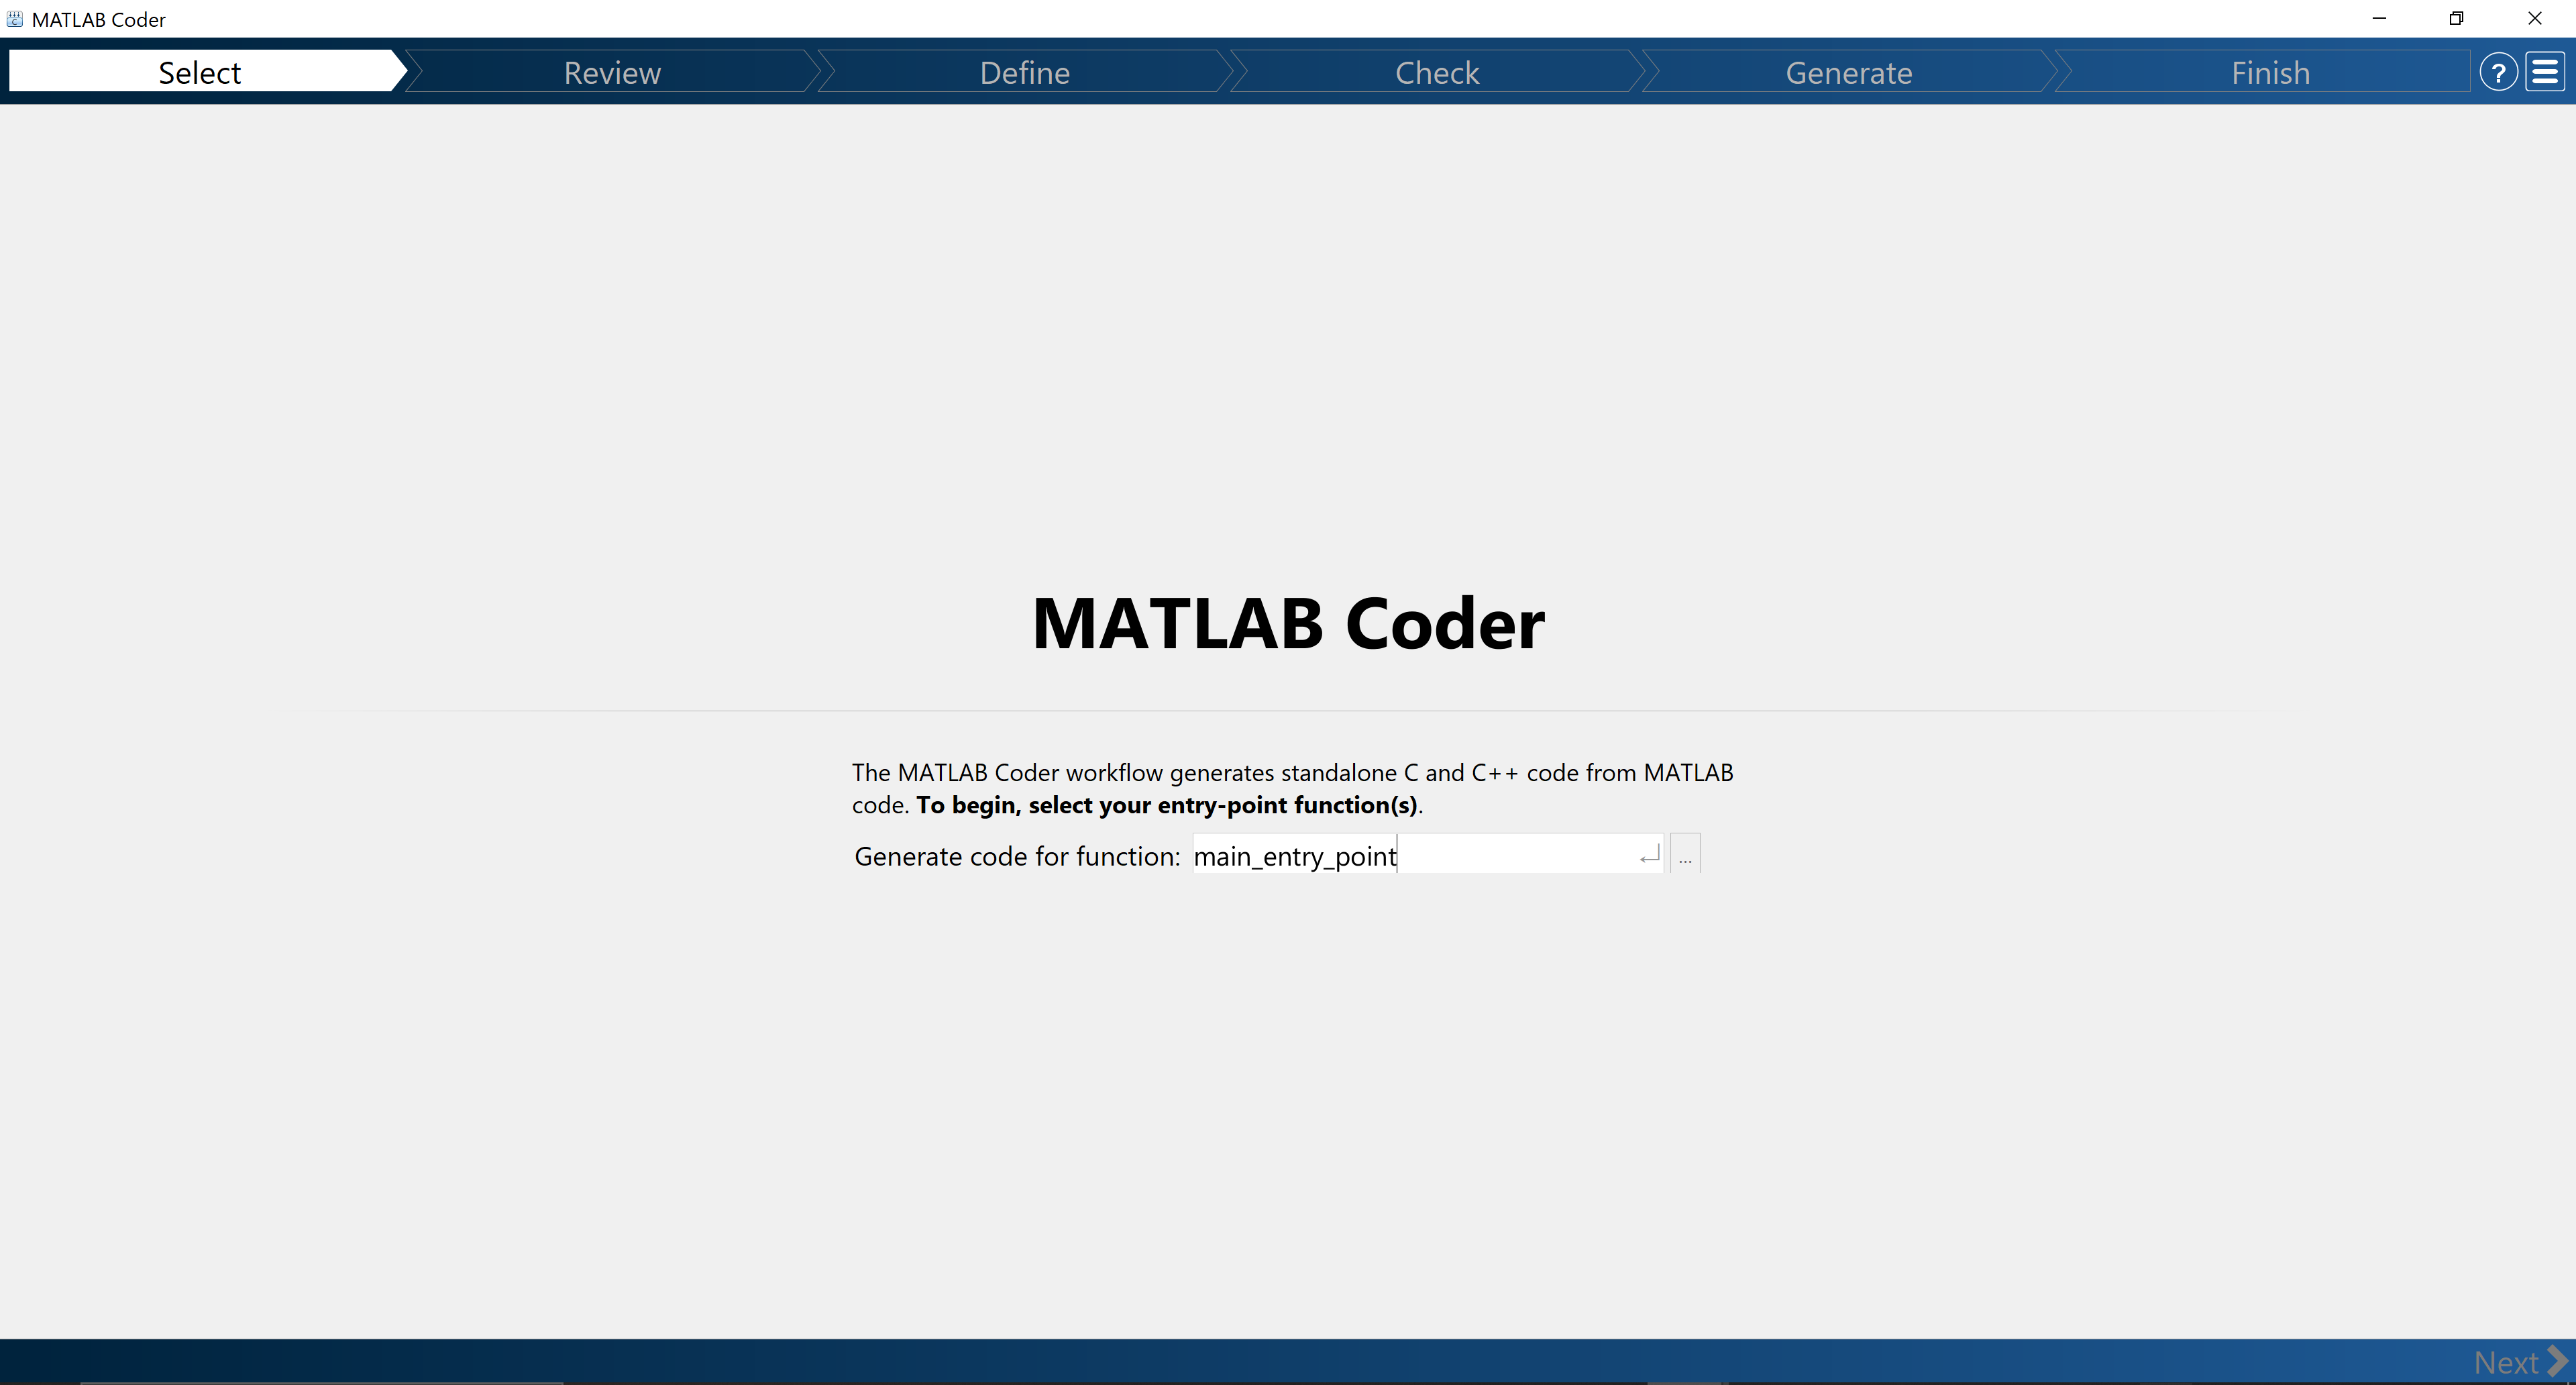 MATLAB Coder
Select
Review
Define
Check
Generate
Finish
?
MATLAB Coder
The MATLAB Coder workflow generates standalone C and C++ code from MATLAB
code. To begin, select your entry-point function(s).
Generate code for function: main_entry_point ...
Next